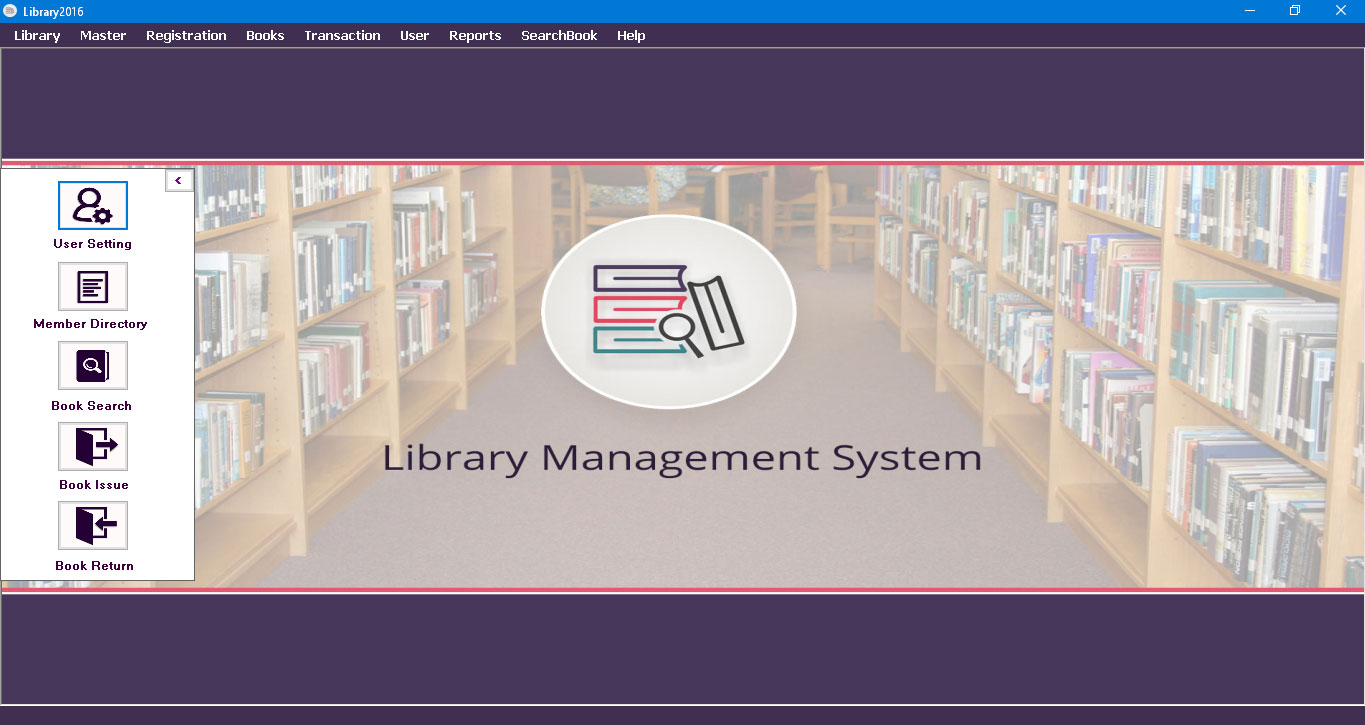 Library2016
Library Master Registration Books Transaction User Reports SearchBook Help
<
User Setting
Member Directory
Book Search
Book Issue
Book Return
Library Management System